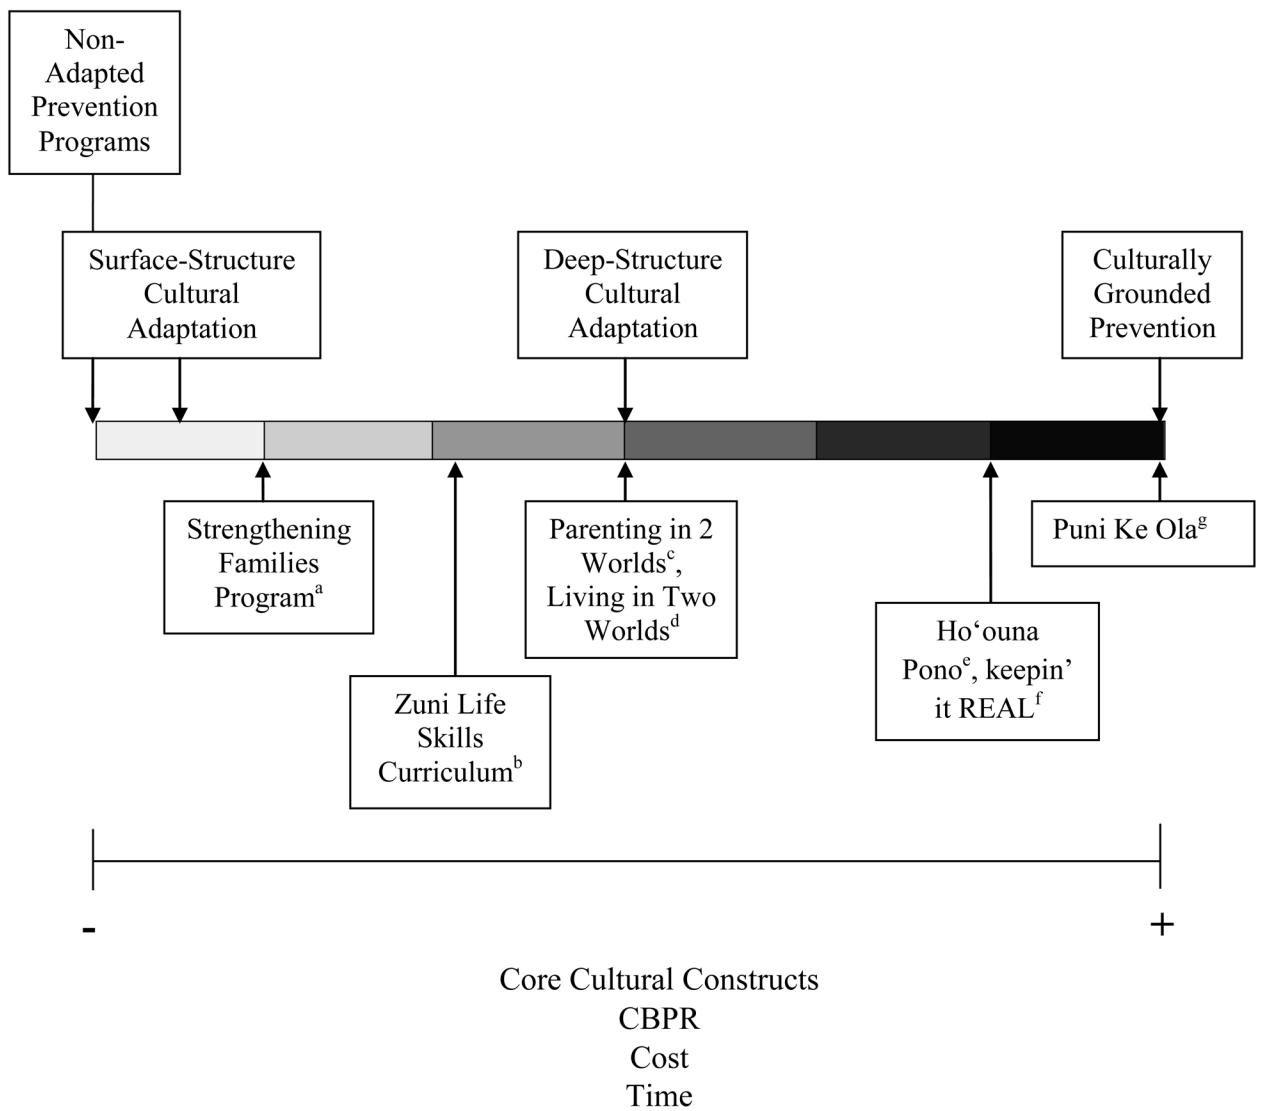 Non-
Adapted
Prevention
Programs
Surface-Structure
Cultural
Adaptation
Deep-Structure
Cultural
Adaptation
Culturally
Grounded
Prevention
Strengthening
Families
Programᵃ
Zuni Life
Skills
Curriculumᵇ
Parenting in 2
Worldsᶜ,
Living in Two
Worldsᵈ
Ho‘ouna
Ponoᵉ, keepin’
it REALᶠ
Puni Ke Olaᵍ
-
+
Core Cultural Constructs
CBPR
Cost
Time